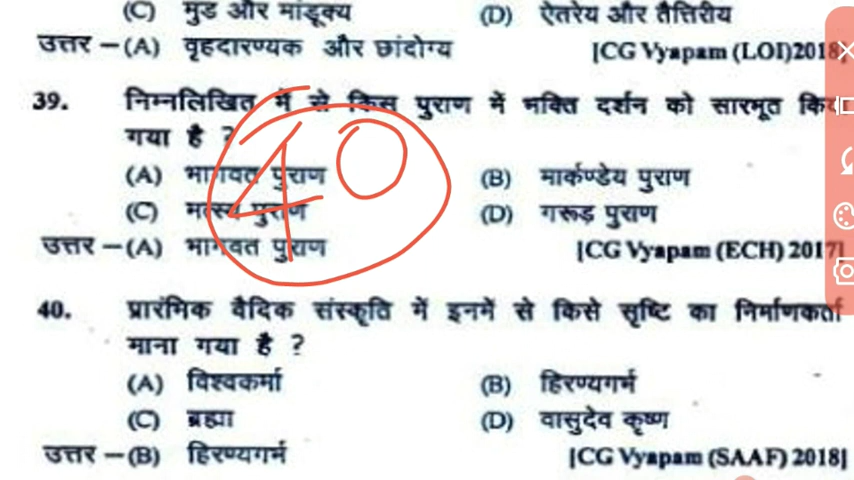 (C) मुंड और मांडूक्य (D) ऐतरेय और तैत्तिरीय
उत्तर –(A) वृहदारण्यक और छांदोग्य [CG Vyapam (LOI)2018]
39. निम्नलिखित में से किस पुराण में भक्ति दर्शन को सारभूत
गया है ?
(A) भागवत पुराण (B) मार्कण्डेय पुराण
(C) मत्स्य पुराण (D) गरूड़ पुराण
उत्तर –(A) भागवत पुराण [CG Vyapam (ECH) 2017]
40
40. प्रारंभिक वैदिक संस्कृति में इनमें से किसे सृष्टि का निर्माणकर्ता
माना गया है ?
(A) विश्वकर्मा (B) हिरण्यगर्भ
(C) ब्रह्मा (D) वासुदेव कृष्ण
उत्तर –(B) हिरण्यगर्भ [CG Vyapam (SAAF) 2018]